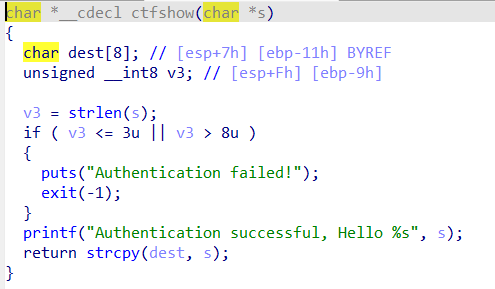 char *__cdecl ctfshow(char *s)
{
  char dest[8]; // [esp+7h] [ebp-11h] BYREF
  unsigned __int8 v3; // [esp+Fh] [ebp-9h]

  v3 = strlen(s);
  if ( v3 <= 3u || v3 > 8u )
  {
    puts("Authentication failed!");
    exit(-1);
  }
  printf("Authentication successful, Hello %s", s);
  return strcpy(dest, s);
}